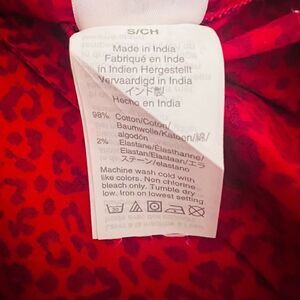 S/CH
Made in India
Fabriqué en Inde
in Indien Hergestellt
Vervaardigd in India
インド製
Hecho en India
98% Cotton/Coton/
Baumwolle/Katoen/綿/
algodón
2% Elastane/Élasthanne/
Elastan/Elastaan/エラ
ステーン/elastano
Machine wash cold with
like colors. Non chlorine
bleach only. Tumble dry
low. Iron on lowest setting